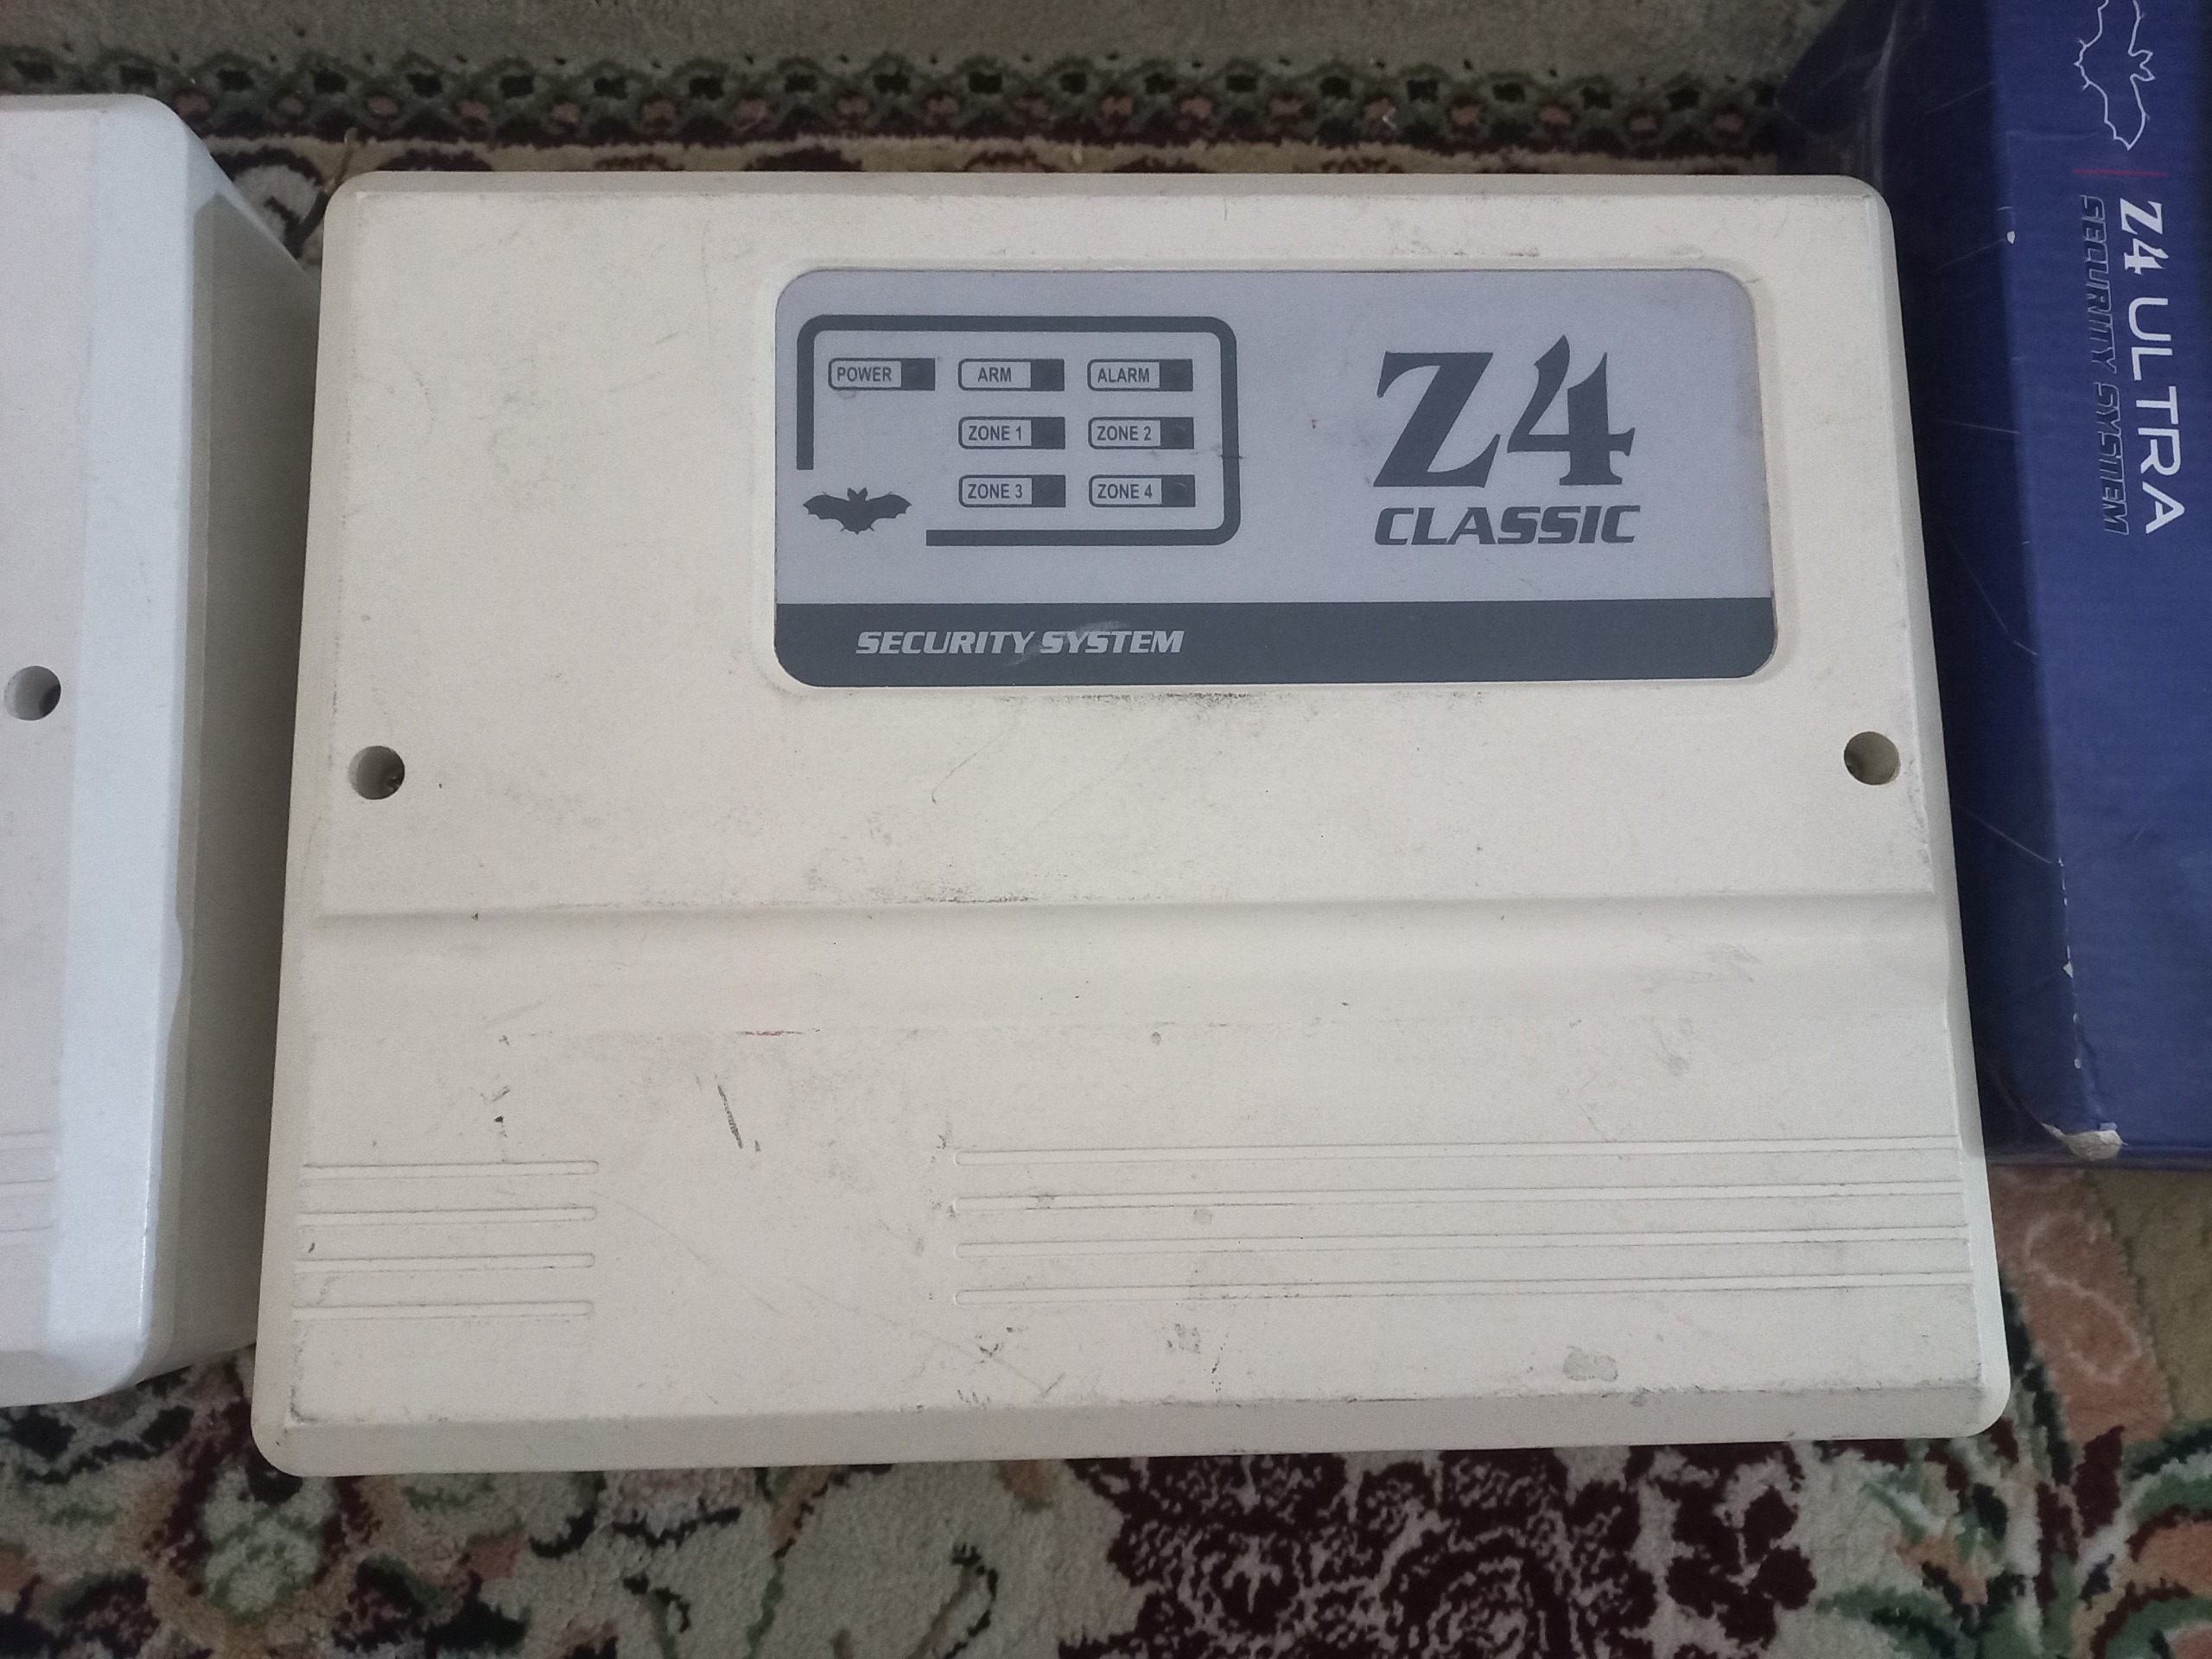 POWER ARM ALARM
ZONE 1 ZONE 2
ZONE 3 ZONE 4
Z4
CLASSIC
SECURITY SYSTEM
Z4 ULTRA
SECURITY SYSTEM